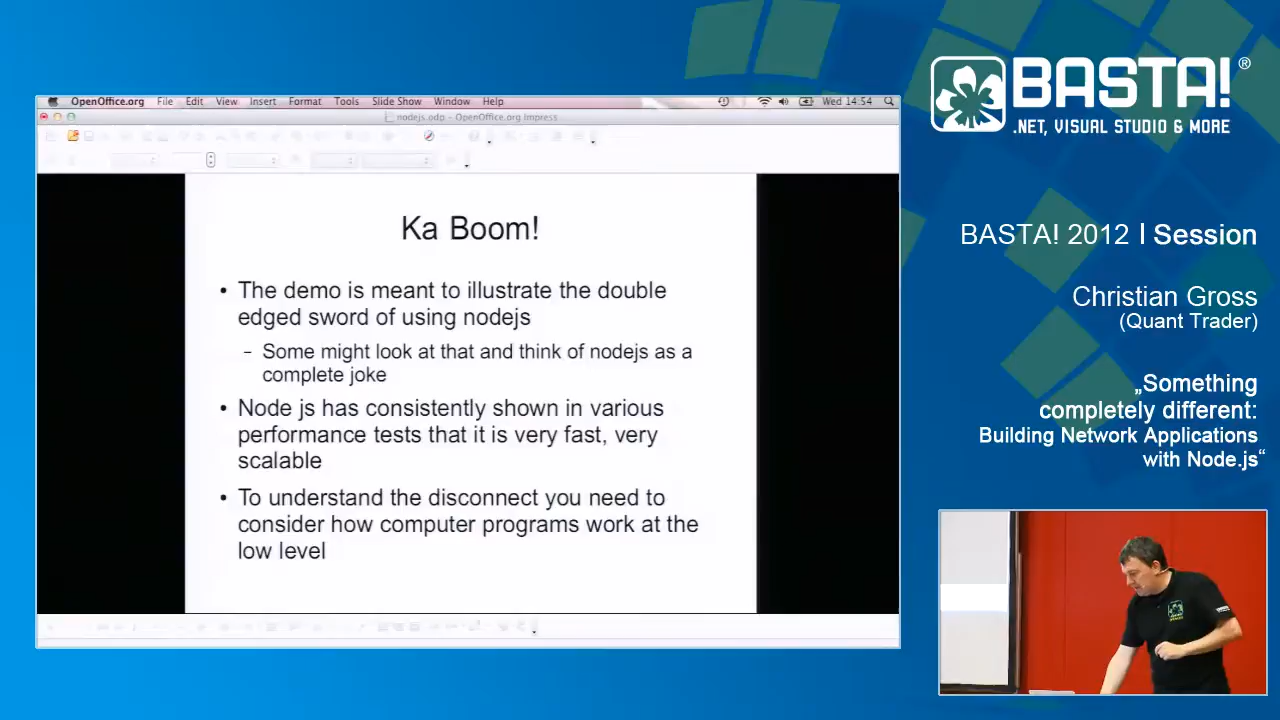 OpenOffice.org File Edit View Insert Format Tools Slide Show Window Help Wed 14:54
nodejs.odp - OpenOffice.org Impress
Ka Boom!
• The demo is meant to illustrate the double
edged sword of using nodejs
– Some might look at that and think of nodejs as a
complete joke
• Node js has consistently shown in various
performance tests that it is very fast, very
scalable
• To understand the disconnect you need to
consider how computer programs work at the
low level
BASTA!®
.NET, VISUAL STUDIO & MORE
BASTA! 2012 | Session
Christian Gross
(Quant Trader)
„Something
completely different:
Building Network Applications
with Node.js“